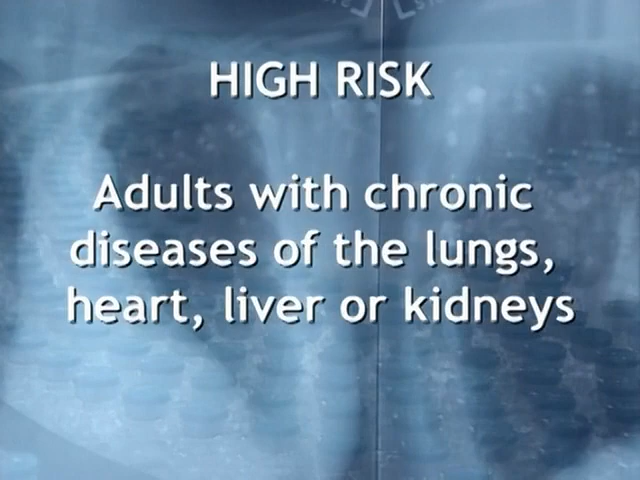 HIGH RISK
Adults with chronic
diseases of the lungs,
heart, liver or kidneys